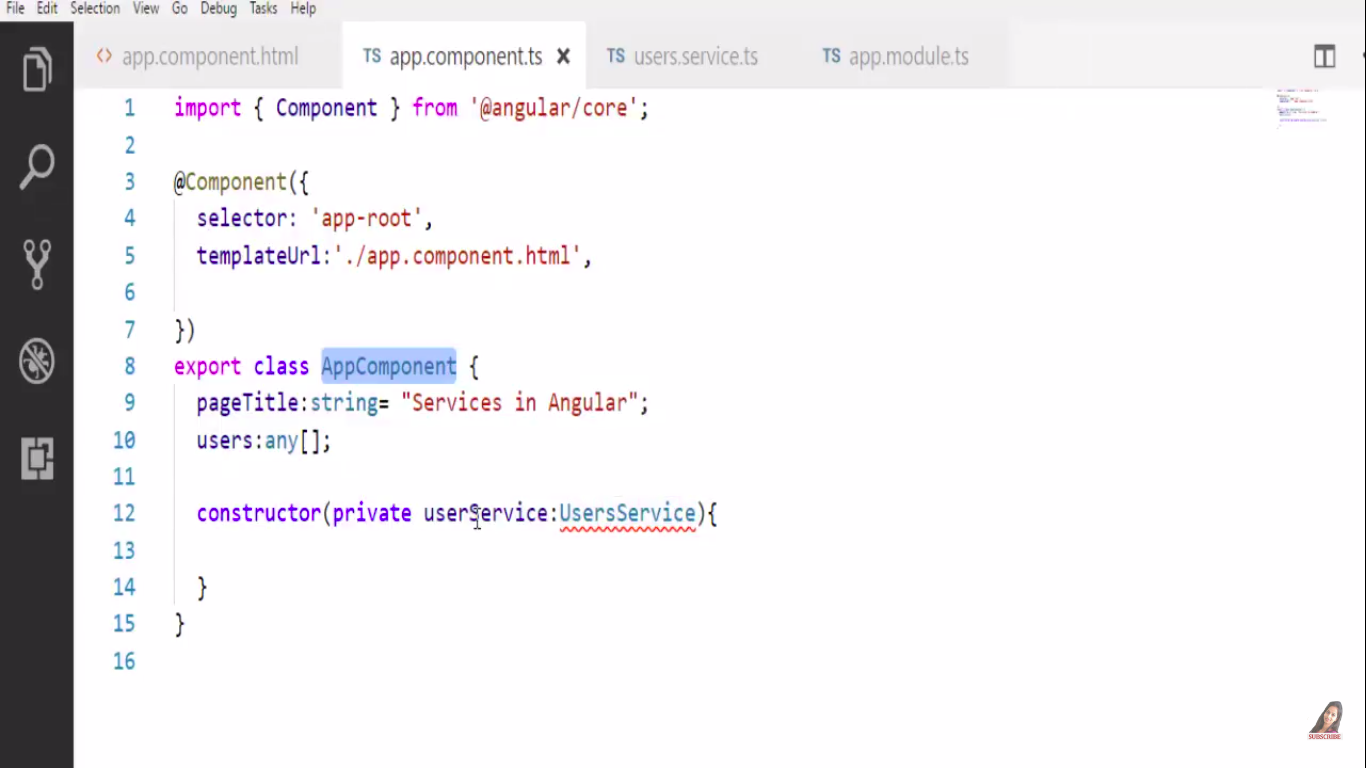 File Edit Selection View Go Debug Tasks Help
<> app.component.html TS app.component.ts × TS users.service.ts TS app.module.ts
1 import { Component } from '@angular/core';
2
3 @Component({
4 selector: 'app-root',
5 templateUrl:'./app.component.html',
6
7 })
8 export class AppComponent {
9 pageTitle:string= "Services in Angular";
10 users:any[];
11
12 constructor(private userService:UsersService){
13
14 }
15 }
16
SUBSCRIBE